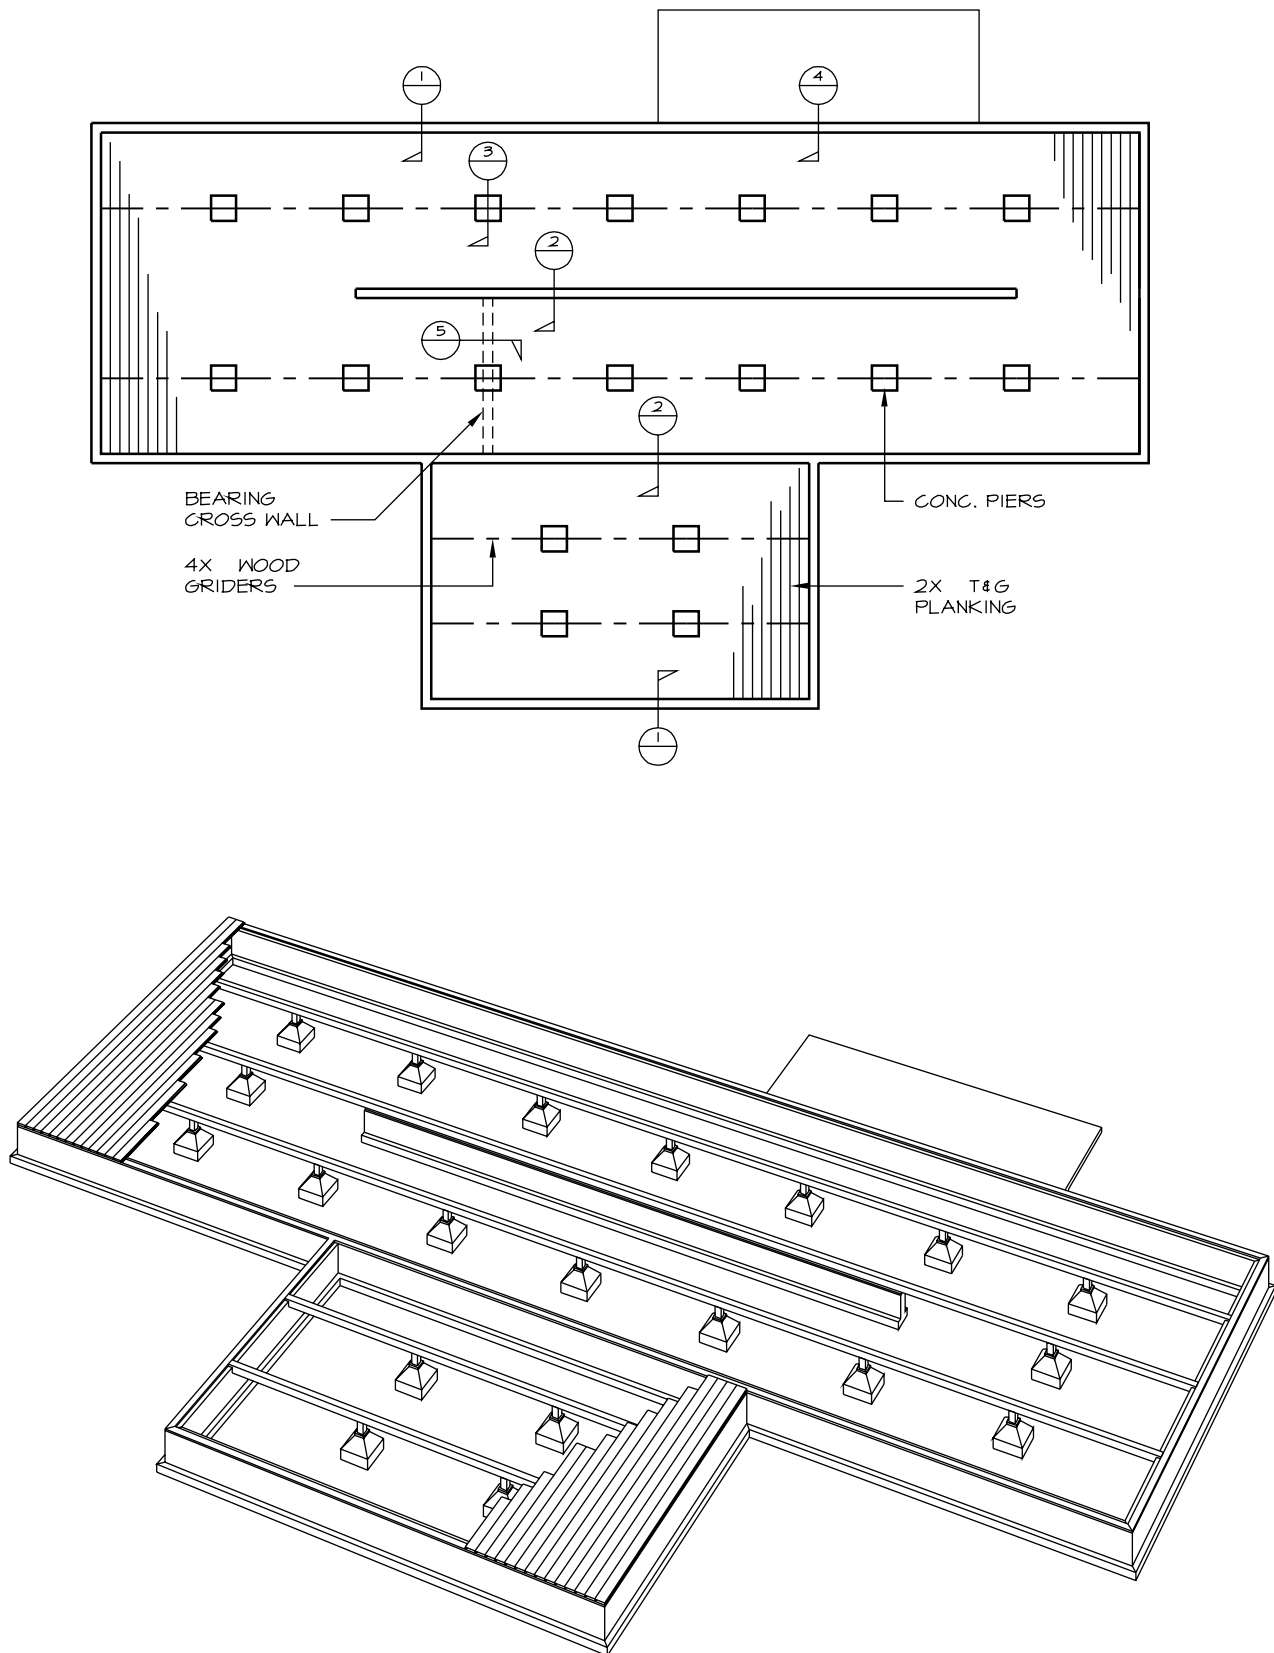 1
4
3
2
5
2
BEARING
CROSS WALL
CONC. PIERS
4X WOOD
GRIDERS
2X T&G
PLANKING
1